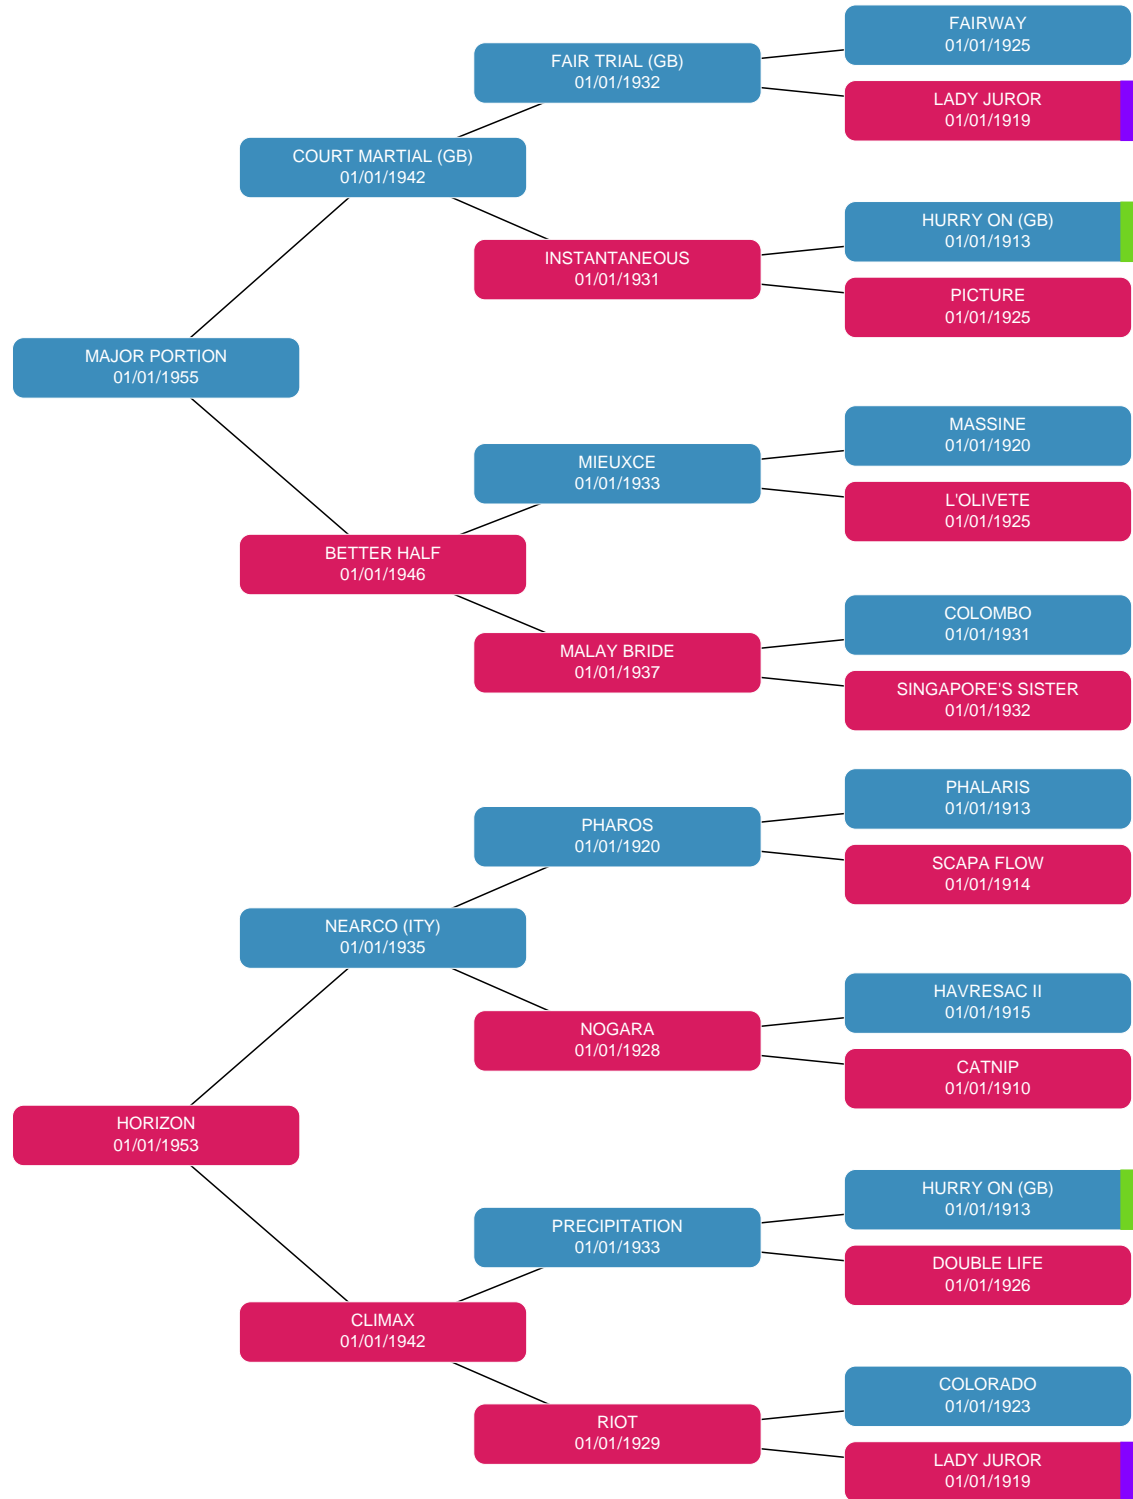 FAIRWAY
01/01/1925
FAIR TRIAL (GB)
01/01/1932
LADY JUROR
01/01/1919
COURT MARTIAL (GB)
01/01/1942
HURRY ON (GB)
01/01/1913
INSTANTANEOUS
01/01/1931
PICTURE
01/01/1925
MAJOR PORTION
01/01/1955
MASSINE
01/01/1920
MIEUXCE
01/01/1933
L'OLIVETE
01/01/1925
BETTER HALF
01/01/1946
COLOMBO
01/01/1931
MALAY BRIDE
01/01/1937
SINGAPORE'S SISTER
01/01/1932
PHALARIS
01/01/1913
PHAROS
01/01/1920
SCAPA FLOW
01/01/1914
NEARCO (ITY)
01/01/1935
HAVRESAC II
01/01/1915
NOGARA
01/01/1928
CATNIP
01/01/1910
HORIZON
01/01/1953
HURRY ON (GB)
01/01/1913
PRECIPITATION
01/01/1933
DOUBLE LIFE
01/01/1926
CLIMAX
01/01/1942
COLORADO
01/01/1923
RIOT
01/01/1929
LADY JUROR
01/01/1919